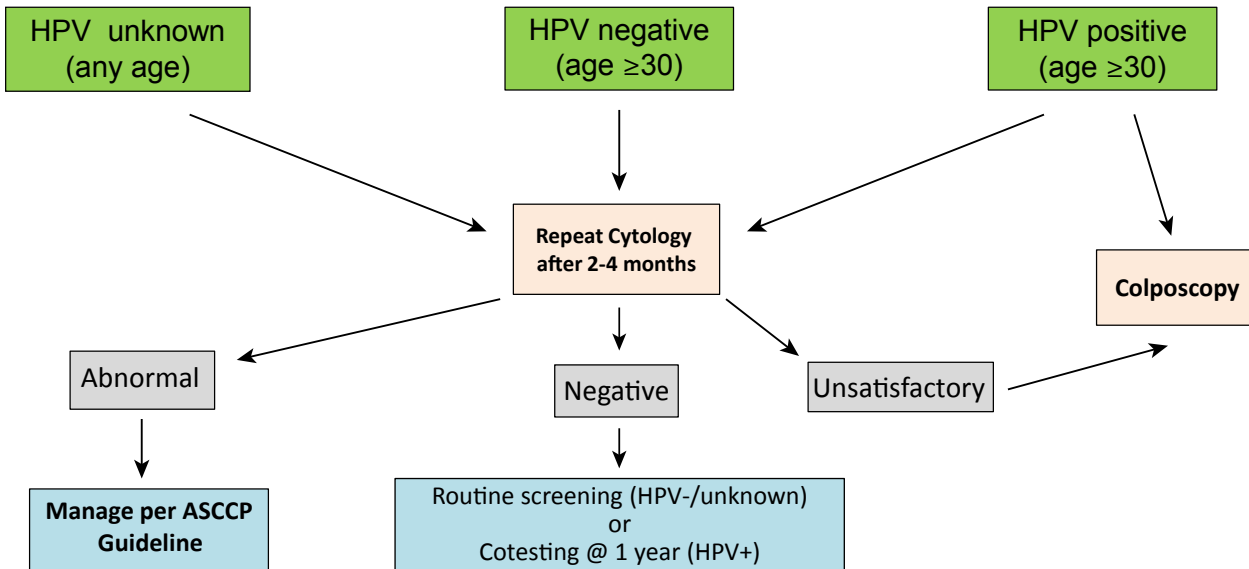 HPV unknown
(any age)
HPV negative
(age ≥30)
HPV positive
(age ≥30)
Repeat Cytology
after 2-4 months
Colposcopy
Abnormal
Negative
Unsatisfactory
Manage per ASCCP
Guideline
Routine screening (HPV-/unknown)
or
Cotesting @ 1 year (HPV+)